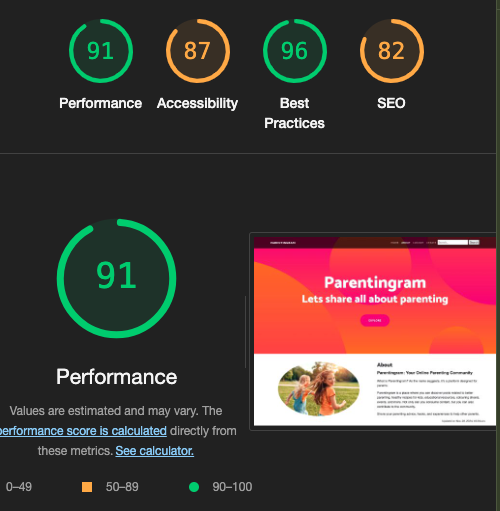 91
87
96
82
Performance
Accessibility
Best
Practices
SEO
91
Performance
Values are estimated and may vary. The
performance score is calculated directly from
these metrics. See calculator.
0–49
50–89
90–100
Parentingram
Lets share all about parenting
EXPLORE
About
Parentingram: Your Online Parenting Community